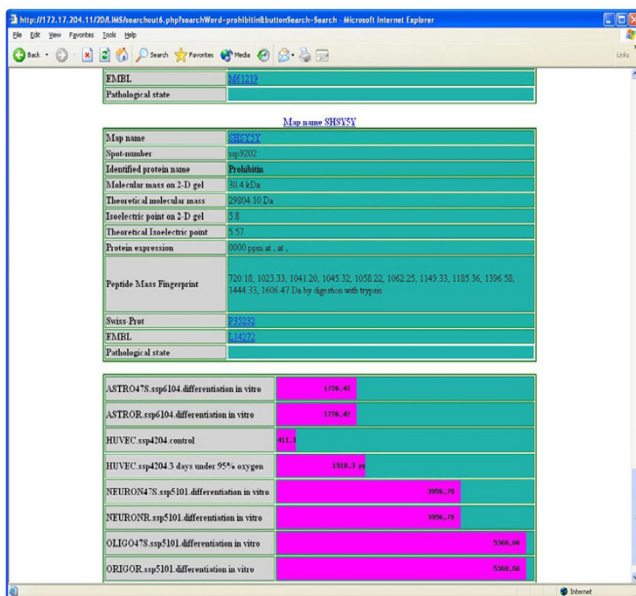 http://172.17.204.11/20/LIMS/searchout6.php?searchWord=prohibitin&buttonSearch=Search - Microsoft Internet Explorer
File Edit View Favorites Tools Help
Back Search Favorites Media Links
EMBL M61219
Pathological state
Map name SHSY5Y
Map name SHSY5Y
Spot-number ssp9202
Identified protein name Prohibitin
Molecular mass on 2-D gel 30.4 kDa
Theoretical molecular mass 29804.10 Da
Isoelectric point on 2-D gel 5.8
Theoretical Isoelectric point 5.57
Protein expression 0000 ppm at , at ,
Peptide Mass Fingerprint 720.18, 1023.33, 1041.20, 1045.32, 1058.22, 1062.25, 1149.33, 1185.36, 1396.58,
1444.33, 1606.47 Da by digestion with trypsin
Swiss-Prot P35232
EMBL L14272
Pathological state
ASTRO47S.ssp6104.differentiation in vitro 1726,42
ASTROR.ssp6104.differentiation in vitro 1726,42
HUVEC.ssp4204.control 411,1
HUVEC.ssp4204.3 days under 95% oxygen 1918,3
NEURON47S.ssp5101.differentiation in vitro 3956,78
NEURONR.ssp5101.differentiation in vitro 3956,78
OLIGO47S.ssp5101.differentiation in vitro 5360,66
ORIGOR.ssp5101.differentiation in vitro 5360,66
Internet